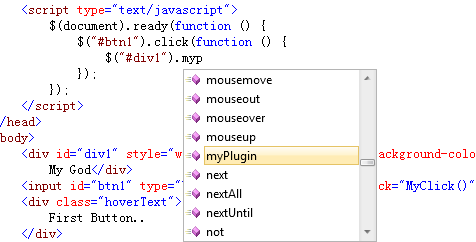 <script type="text/javascript">
$(document).ready(function () {
$("#btn1").click(function () {
$("#div1").myp
});
});
</script>
/head>
body>
<div id="div1" style="w
ackground-colo
My God</div>
<input id="btn1" type="
ck="MyClick()"
<div class="hoverText">
First Button..
</div>
mousemove
mouseout
mouseover
mouseup
myPlugin
next
nextAll
nextUntil
not